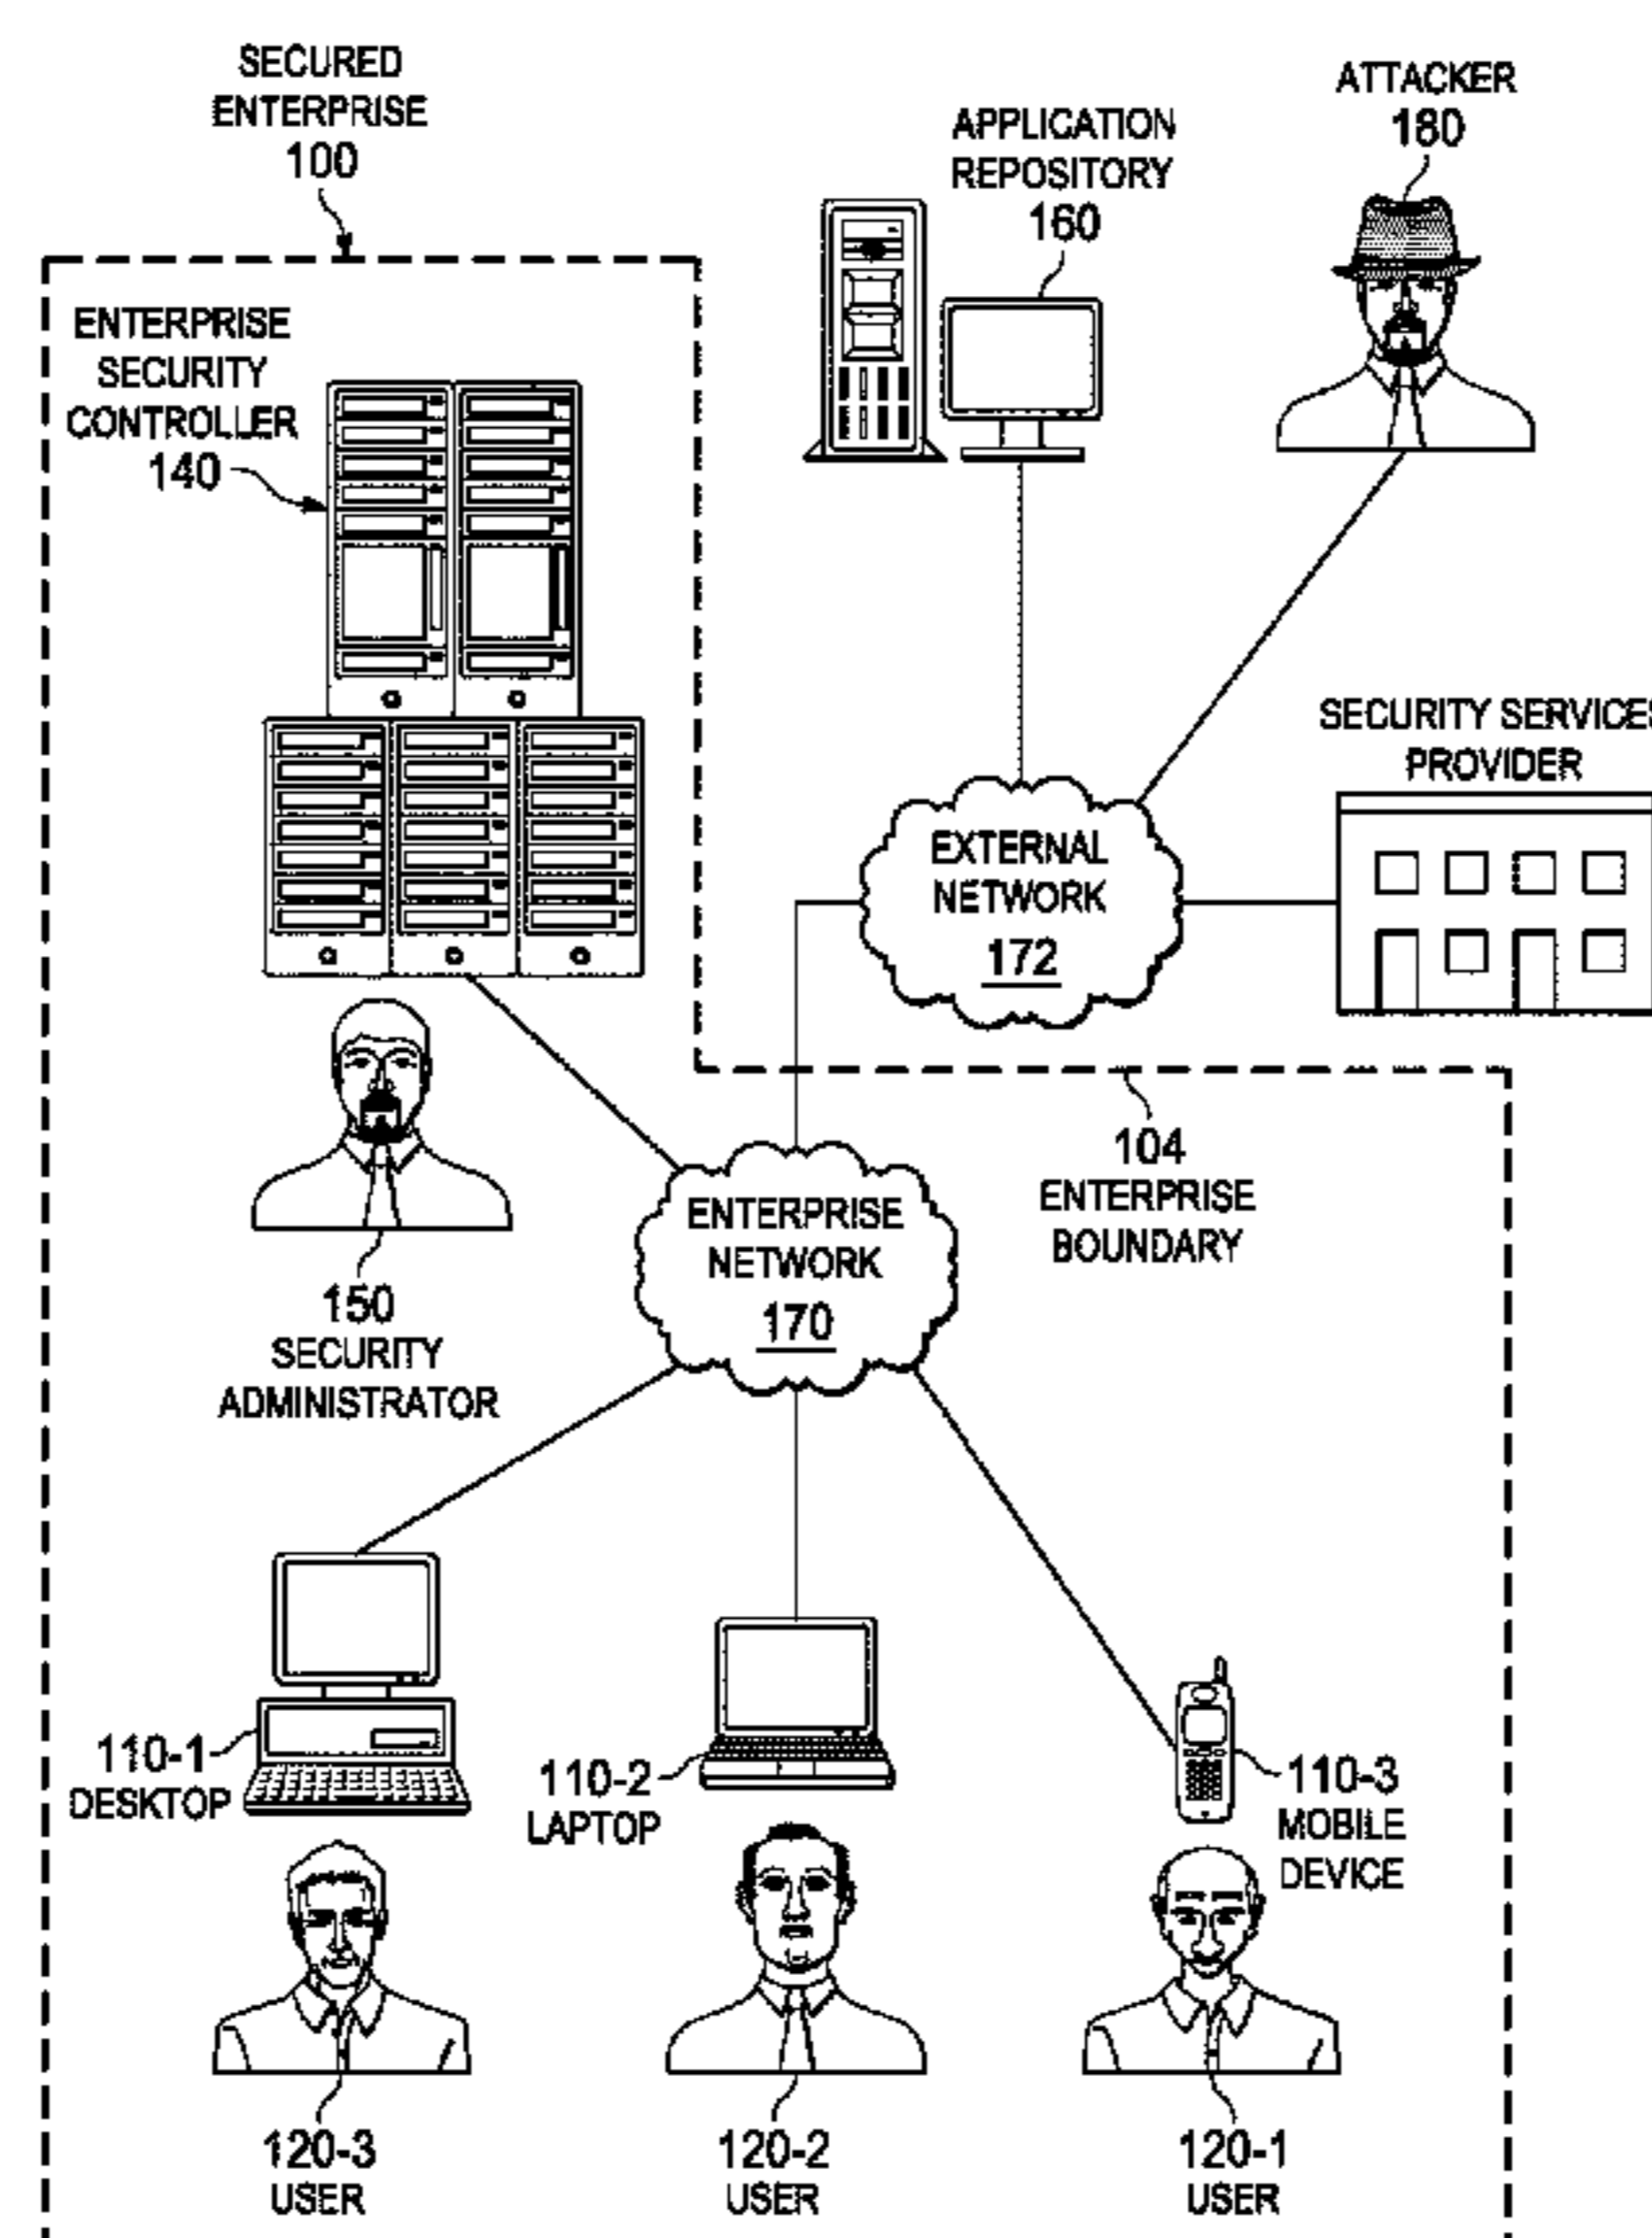 SECURED
ENTERPRISE
100
ATTACKER
180
APPLICATION
REPOSITORY
160
ENTERPRISE
SECURITY
CONTROLLER
140
SECURITY SERVICES
PROVIDER
EXTERNAL
NETWORK
172
104
ENTERPRISE
BOUNDARY
ENTERPRISE
NETWORK
170
150
SECURITY
ADMINISTRATOR
110-1
DESKTOP
110-2
LAPTOP
110-3
MOBILE
DEVICE
120-3
USER
120-2
USER
120-1
USER